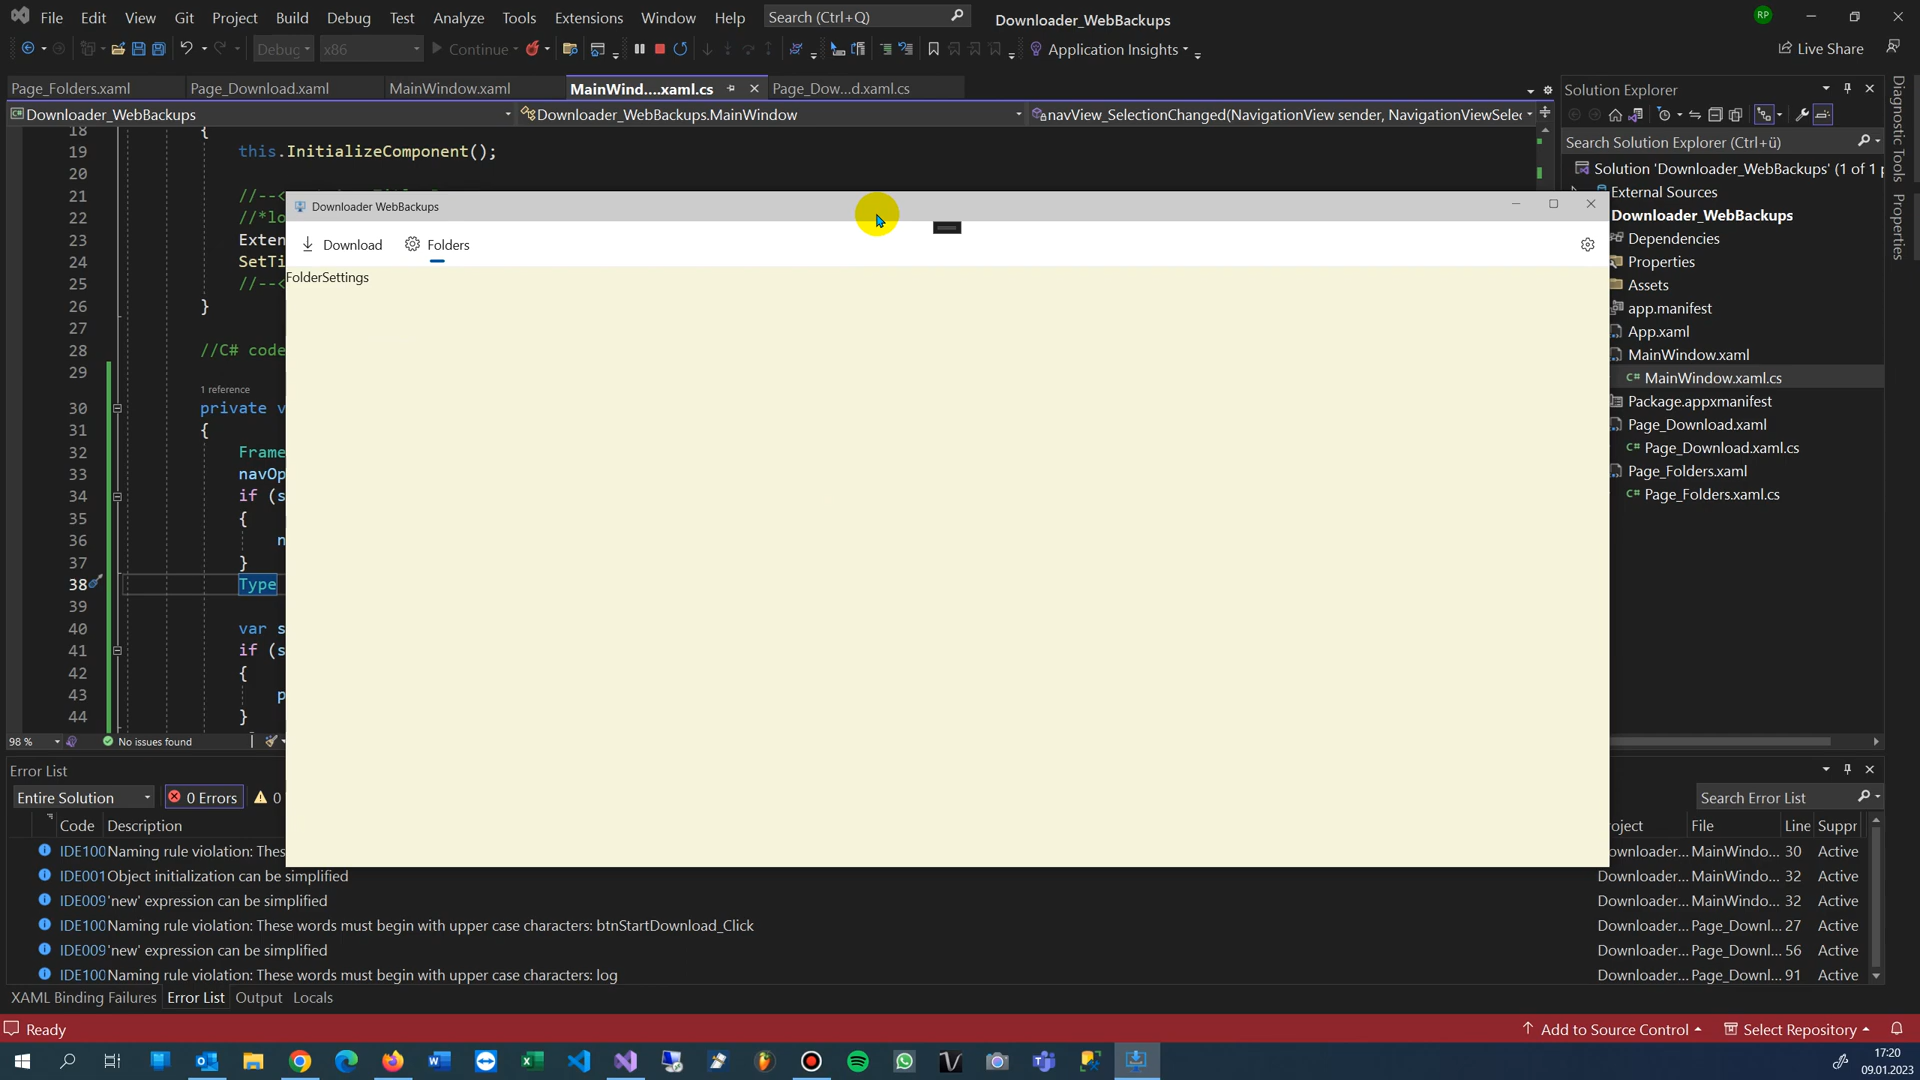 File Edit View Git Project Build Debug Test Analyze Tools Extensions Window Help Search (Ctrl+Q) Downloader_WebBackups RP
Debug x86 Continue Application Insights Live Share
Page_Folders.xaml Page_Download.xaml MainWindow.xaml MainWind....xaml.cs Page_Dow...d.xaml.cs
Downloader_WebBackups Downloader_WebBackups.MainWindow navView_SelectionChanged(NavigationView sender, NavigationViewSelec
18 {
19 this.InitializeComponent();
20
21 //--<
22 //*lo
23 Exten
24 SetTi
25 //--<
26 }
27
28 //C# code
29
1 reference
30 private v
31 {
32 Frame
33 navOp
34 if (s
35 {
36 n
37 }
38 Type
39
40 var s
41 if (s
42 {
43 p
44 }
98 % No issues found
Downloader WebBackups
Download Folders
FolderSettings
Solution Explorer
Search Solution Explorer (Ctrl+ü)
Solution 'Downloader_WebBackups' (1 of 1 p
External Sources
Downloader_WebBackups
Dependencies
Properties
Assets
app.manifest
App.xaml
MainWindow.xaml
C# MainWindow.xaml.cs
Package.appxmanifest
Page_Download.xaml
C# Page_Download.xaml.cs
Page_Folders.xaml
C# Page_Folders.xaml.cs
Diagnostic Tools
Properties
Error List
Entire Solution 0 Errors 0 Search Error List
Code Description oject File Line Suppr
IDE100 Naming rule violation: Thes ownloader... MainWindo... 30 Active
IDE001 Object initialization can be simplified Downloader... MainWindo... 32 Active
IDE009 'new' expression can be simplified Downloader... MainWindo... 32 Active
IDE100 Naming rule violation: These words must begin with upper case characters: btnStartDownload_Click Downloader... Page_Downl... 27 Active
IDE009 'new' expression can be simplified Downloader... Page_Downl... 56 Active
IDE100 Naming rule violation: These words must begin with upper case characters: log Downloader... Page_Downl... 91 Active
XAML Binding Failures Error List Output Locals
Ready Add to Source Control Select Repository
17:20
09.01.2023